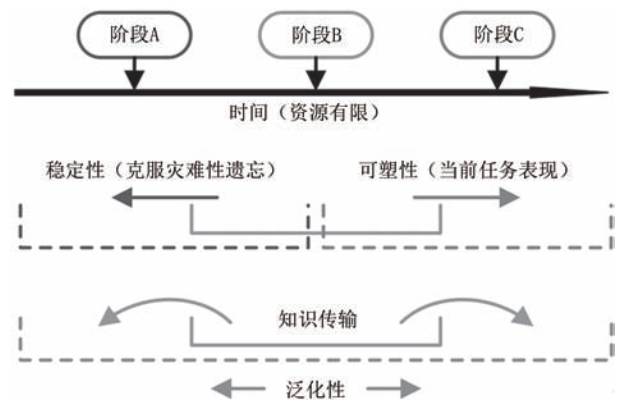 阶段A
阶段B
阶段C
时间（资源有限）
稳定性（克服灾难性遗忘）
可塑性（当前任务表现）
知识传输
泛化性